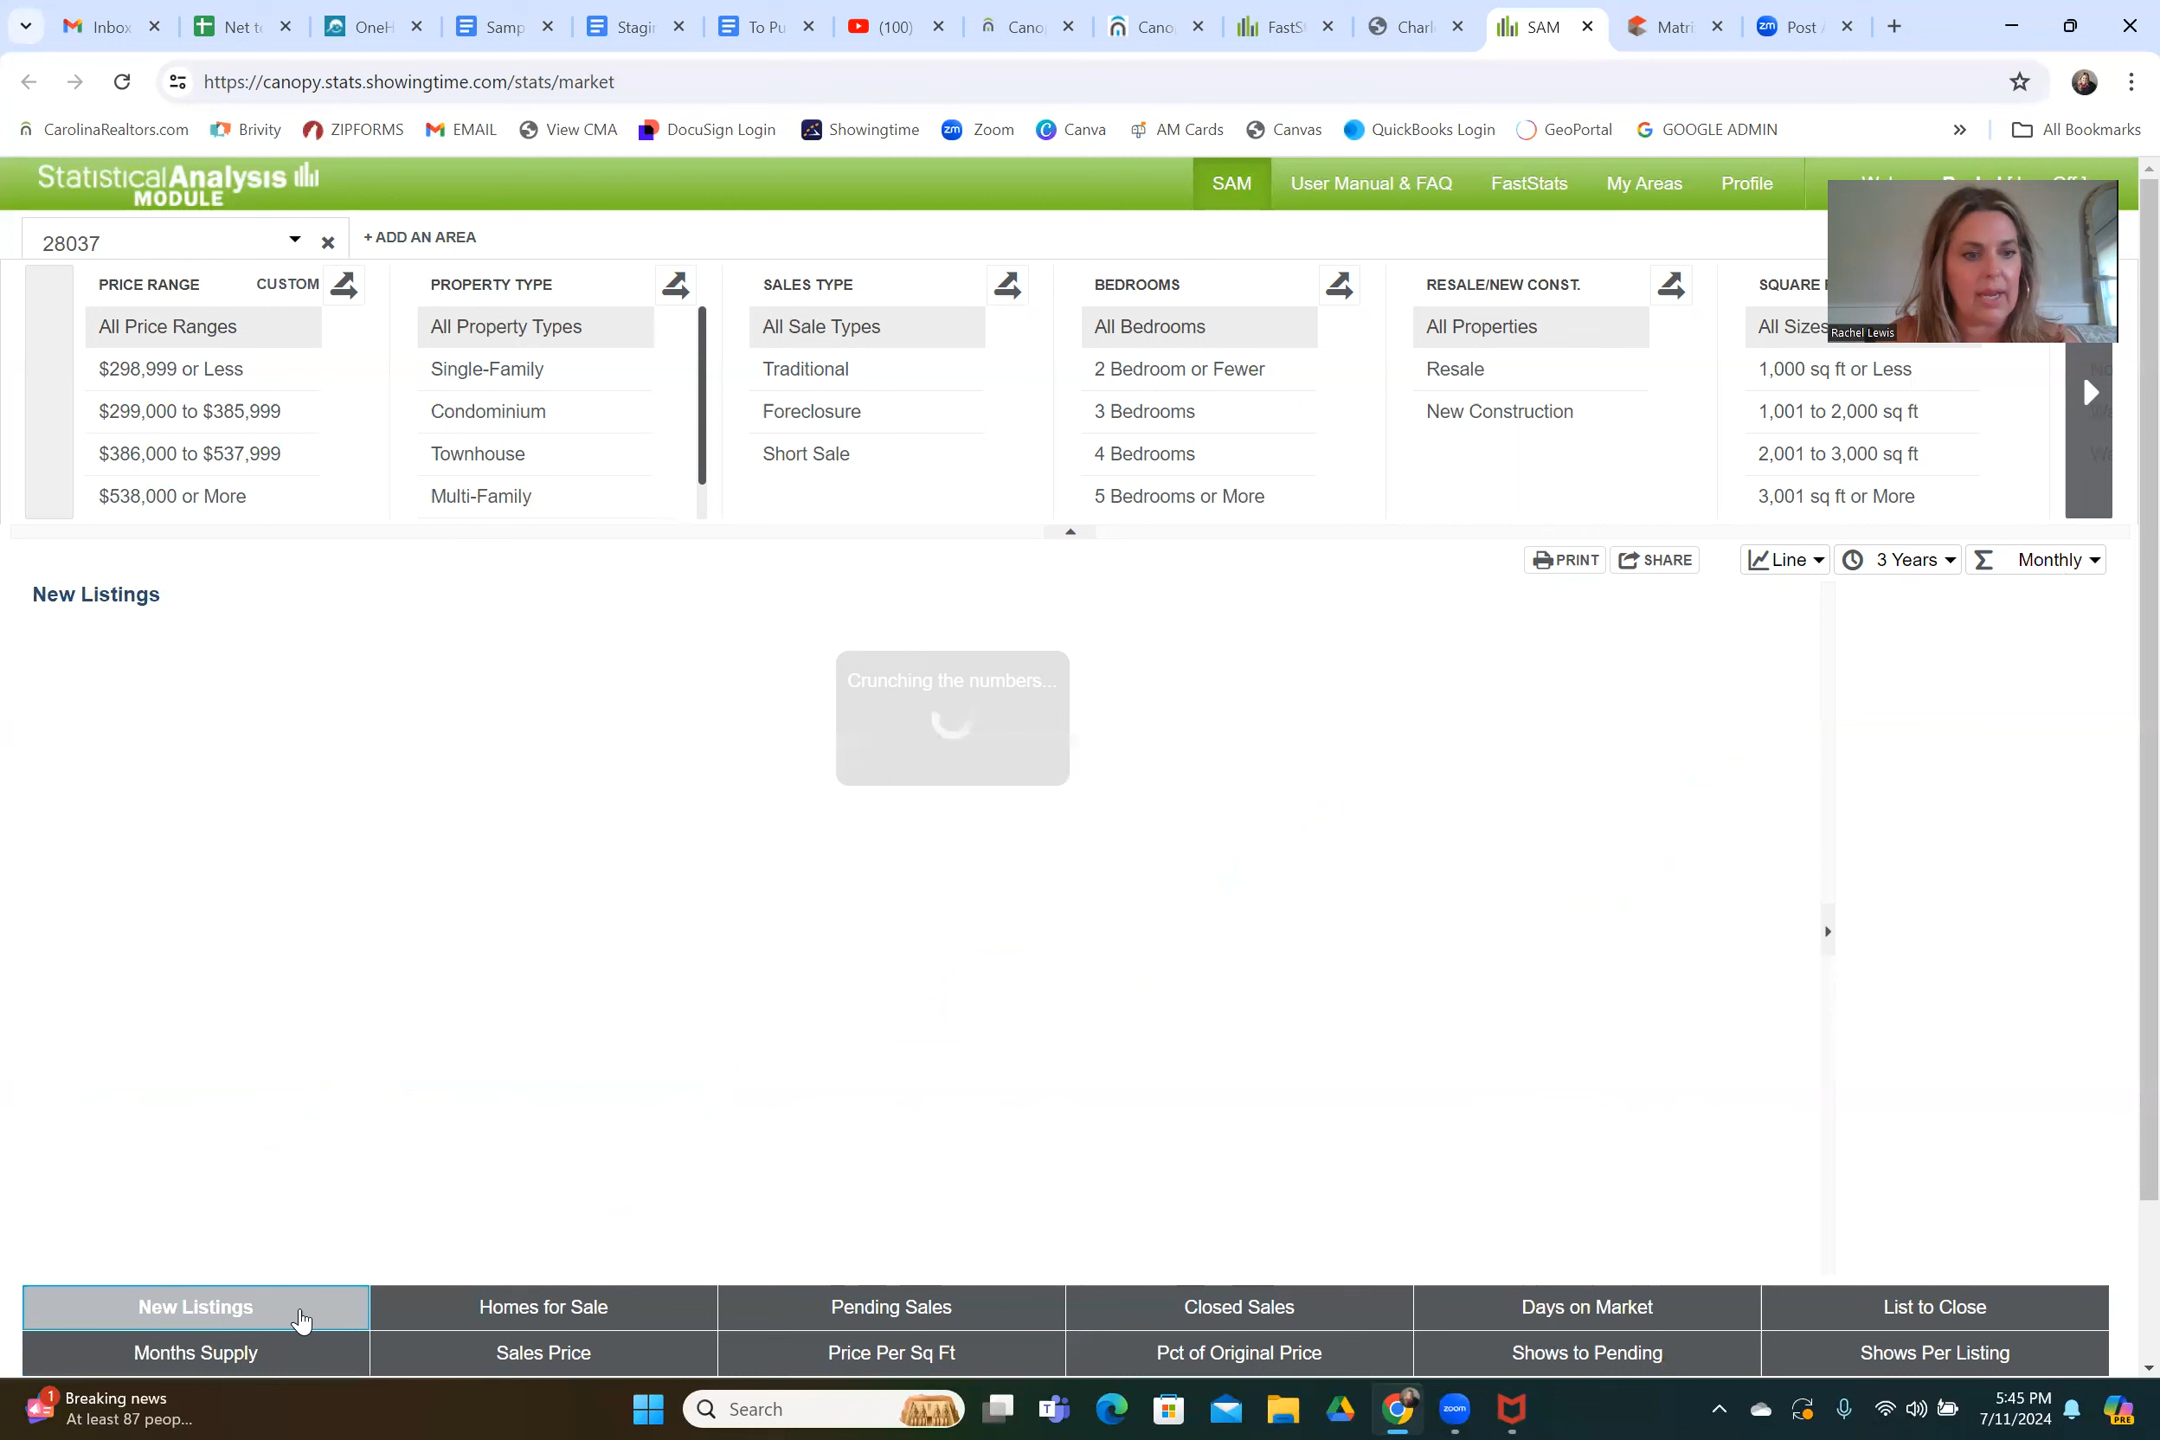 Inbox
Net t
OneH
Samp
Stagi
To Pu
(100)
Cano
Cano
FastS
Charl
SAM
Matri
Post
https://canopy.stats.showingtime.com/stats/market
CarolinaRealtors.com Brivity ZIPFORMS EMAIL View CMA DocuSign Login Showingtime Zoom Canva AM Cards Canvas QuickBooks Login GeoPortal GOOGLE ADMIN » All Bookmarks
StatisticalAnalysis
MODULE
SAM User Manual & FAQ FastStats My Areas Profile
28037
+ ADD AN AREA
PRICE RANGE CUSTOM
All Price Ranges
$298,999 or Less
$299,000 to $385,999
$386,000 to $537,999
$538,000 or More
PROPERTY TYPE
All Property Types
Single-Family
Condominium
Townhouse
Multi-Family
SALES TYPE
All Sale Types
Traditional
Foreclosure
Short Sale
BEDROOMS
All Bedrooms
2 Bedroom or Fewer
3 Bedrooms
4 Bedrooms
5 Bedrooms or More
RESALE/NEW CONST.
All Properties
Resale
New Construction
SQUARE
All Sizes
1,000 sq ft or Less
1,001 to 2,000 sq ft
2,001 to 3,000 sq ft
3,001 sq ft or More
Rachel Lewis
PRINT SHARE Line 3 Years Σ Monthly
New Listings
Crunching the numbers...
New Listings Homes for Sale Pending Sales Closed Sales Days on Market List to Close
Months Supply Sales Price Price Per Sq Ft Pct of Original Price Shows to Pending Shows Per Listing
1
Breaking news
At least 87 peop...
Search
zoom
5:45 PM
7/11/2024
PRE